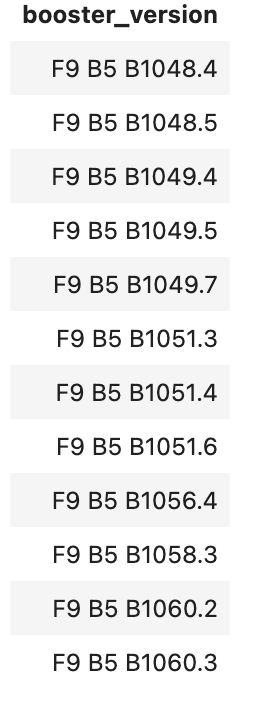 booster_version
F9 B5 B1048.4
F9 B5 B1048.5
F9 B5 B1049.4
F9 B5 B1049.5
F9 B5 B1049.7
F9 B5 B1051.3
F9 B5 B1051.4
F9 B5 B1051.6
F9 B5 B1056.4
F9 B5 B1058.3
F9 B5 B1060.2
F9 B5 B1060.3